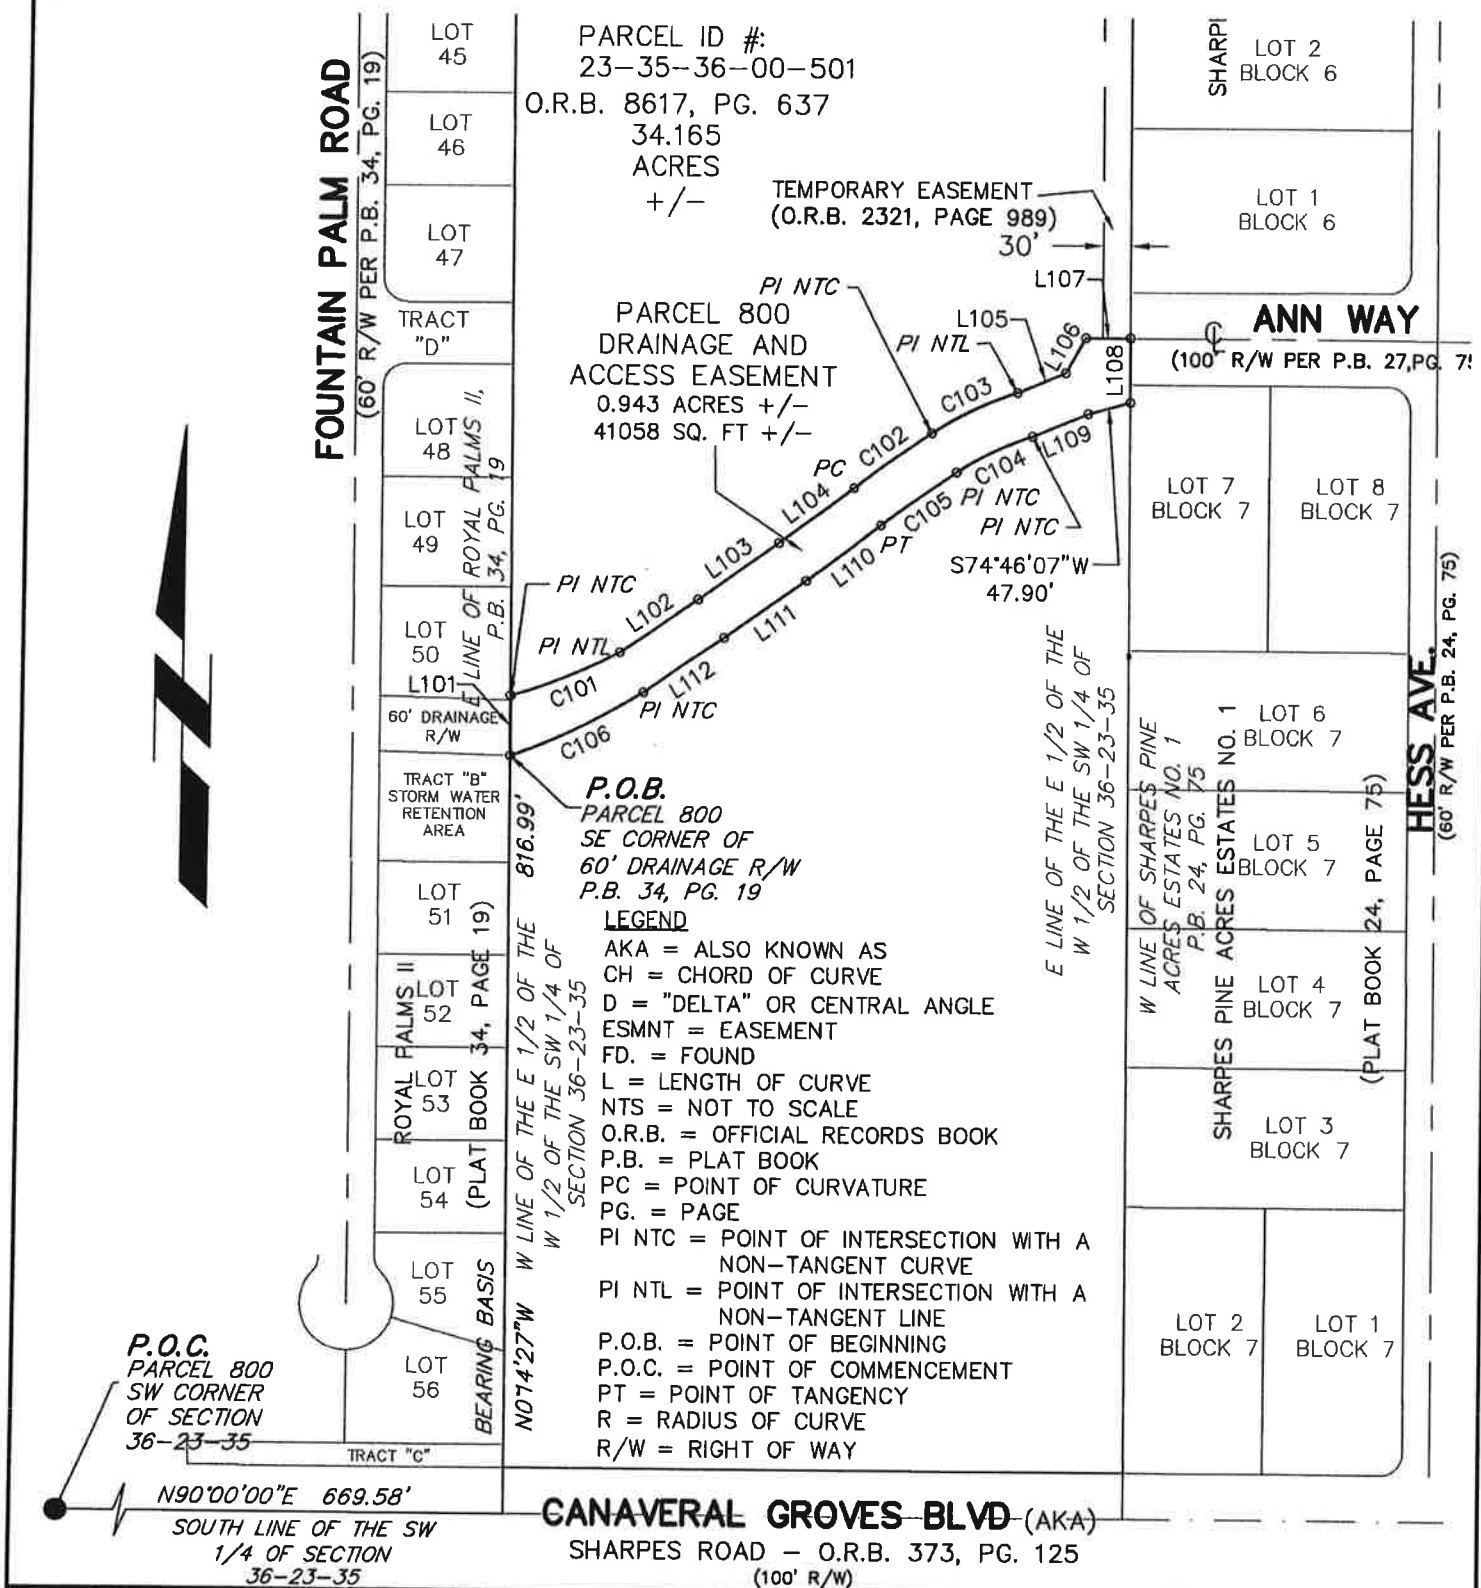 LOT
45
LOT
46
LOT
47
TRACT
"D"
LOT
48
LOT
49
LOT
50
L101
60' DRAINAGE
R/W
TRACT "B"
STORM WATER
RETENTION
AREA
LOT
51
LOT
52
LOT
53
LOT
54
LOT
55
LOT
56
TRACT "C"
FOUNTAIN PALM ROAD
(60' R/W PER P.B. 34, PG. 19)
E LINE OF ROYAL PALMS II,
P.B. 34, PG. 19
ROYAL PALMS II
(PLAT BOOK 34, PAGE 19)
PARCEL ID #:
23-35-36-00-501
O.R.B. 8617, PG. 637
34.165
ACRES
+/-
TEMPORARY EASEMENT
(O.R.B. 2321, PAGE 989)
30'
L107
PI NTC
L105
PI NTL
L106
L108
PARCEL 800
DRAINAGE AND
ACCESS EASEMENT
0.943 ACRES +/-
41058 SQ. FT +/-
C103
C102
PC
L104
L103
L102
PI NTC
PI NTL
C101
C106
PI NTC
L112
L111
L110
PT
C105
PI NTC
C104
L109
PI NTC
S74°46'07"W
47.90'
SHARPI
LOT 2
BLOCK 6
LOT 1
BLOCK 6
ANN WAY
(100' R/W PER P.B. 27,PG. 75
LOT 7
BLOCK 7
LOT 8
BLOCK 7
LOT 6
BLOCK 7
LOT 5
BLOCK 7
LOT 4
BLOCK 7
LOT 3
BLOCK 7
LOT 2
BLOCK 7
LOT 1
BLOCK 7
HESS AVE.
(60' R/W PER P.B. 24, PG. 75)
E LINE OF THE E 1/2 OF THE
W 1/2 OF THE SW 1/4 OF
SECTION 36-23-35
W LINE OF SHARPES PINE
ACRES ESTATES NO. 1
P.B. 24, PG. 75
SHARPES PINE ACRES ESTATES NO. 1
(PLAT BOOK 24, PAGE 75)
P.O.B.
PARCEL 800
SE CORNER OF
60' DRAINAGE R/W
P.B. 34, PG. 19
BEARING BASIS
N0°14'27"W
816.99'
W LINE OF THE E 1/2 OF THE
W 1/2 OF THE SW 1/4 OF
SECTION 36-23-35
LEGEND
AKA = ALSO KNOWN AS
CH = CHORD OF CURVE
D = "DELTA" OR CENTRAL ANGLE
ESMNT = EASEMENT
FD. = FOUND
L = LENGTH OF CURVE
NTS = NOT TO SCALE
O.R.B. = OFFICIAL RECORDS BOOK
P.B. = PLAT BOOK
PC = POINT OF CURVATURE
PG. = PAGE
PI NTC = POINT OF INTERSECTION WITH A
NON-TANGENT CURVE
PI NTL = POINT OF INTERSECTION WITH A
NON-TANGENT LINE
P.O.B. = POINT OF BEGINNING
P.O.C. = POINT OF COMMENCEMENT
PT = POINT OF TANGENCY
R = RADIUS OF CURVE
R/W = RIGHT OF WAY
P.O.C.
PARCEL 800
SW CORNER
OF SECTION
36-23-35
N90°00'00"E 669.58'
SOUTH LINE OF THE SW
1/4 OF SECTION
36-23-35
CANAVERAL GROVES BLVD (AKA)
SHARPES ROAD - O.R.B. 373, PG. 125
(100' R/W)